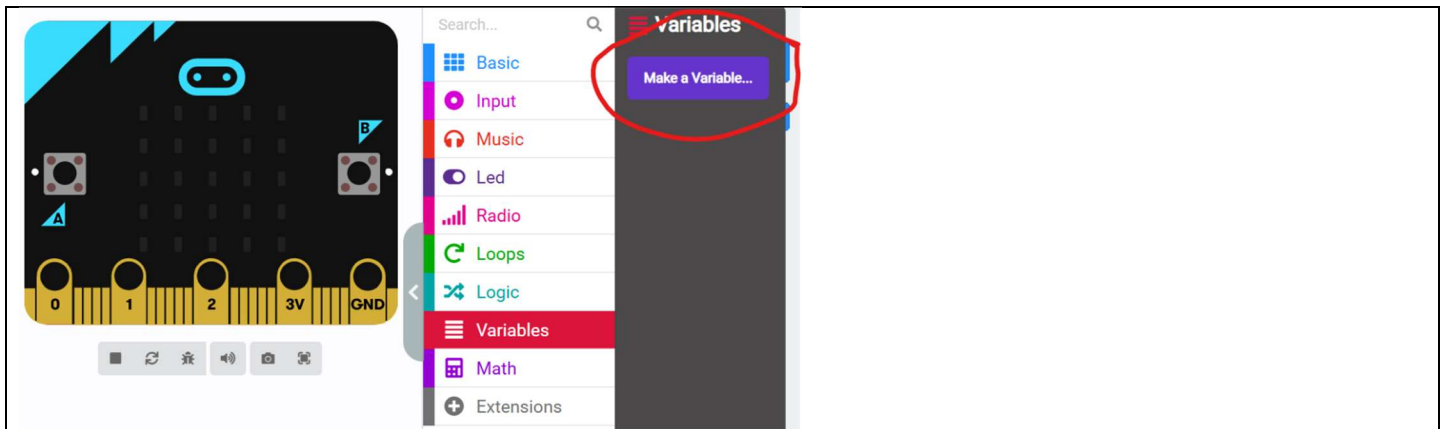 B
A
0 1 2 3V GND
Search...
Basic
Input
Music
Led
Radio
Loops
Logic
Variables
Math
Extensions
Variables
Make a Variable...